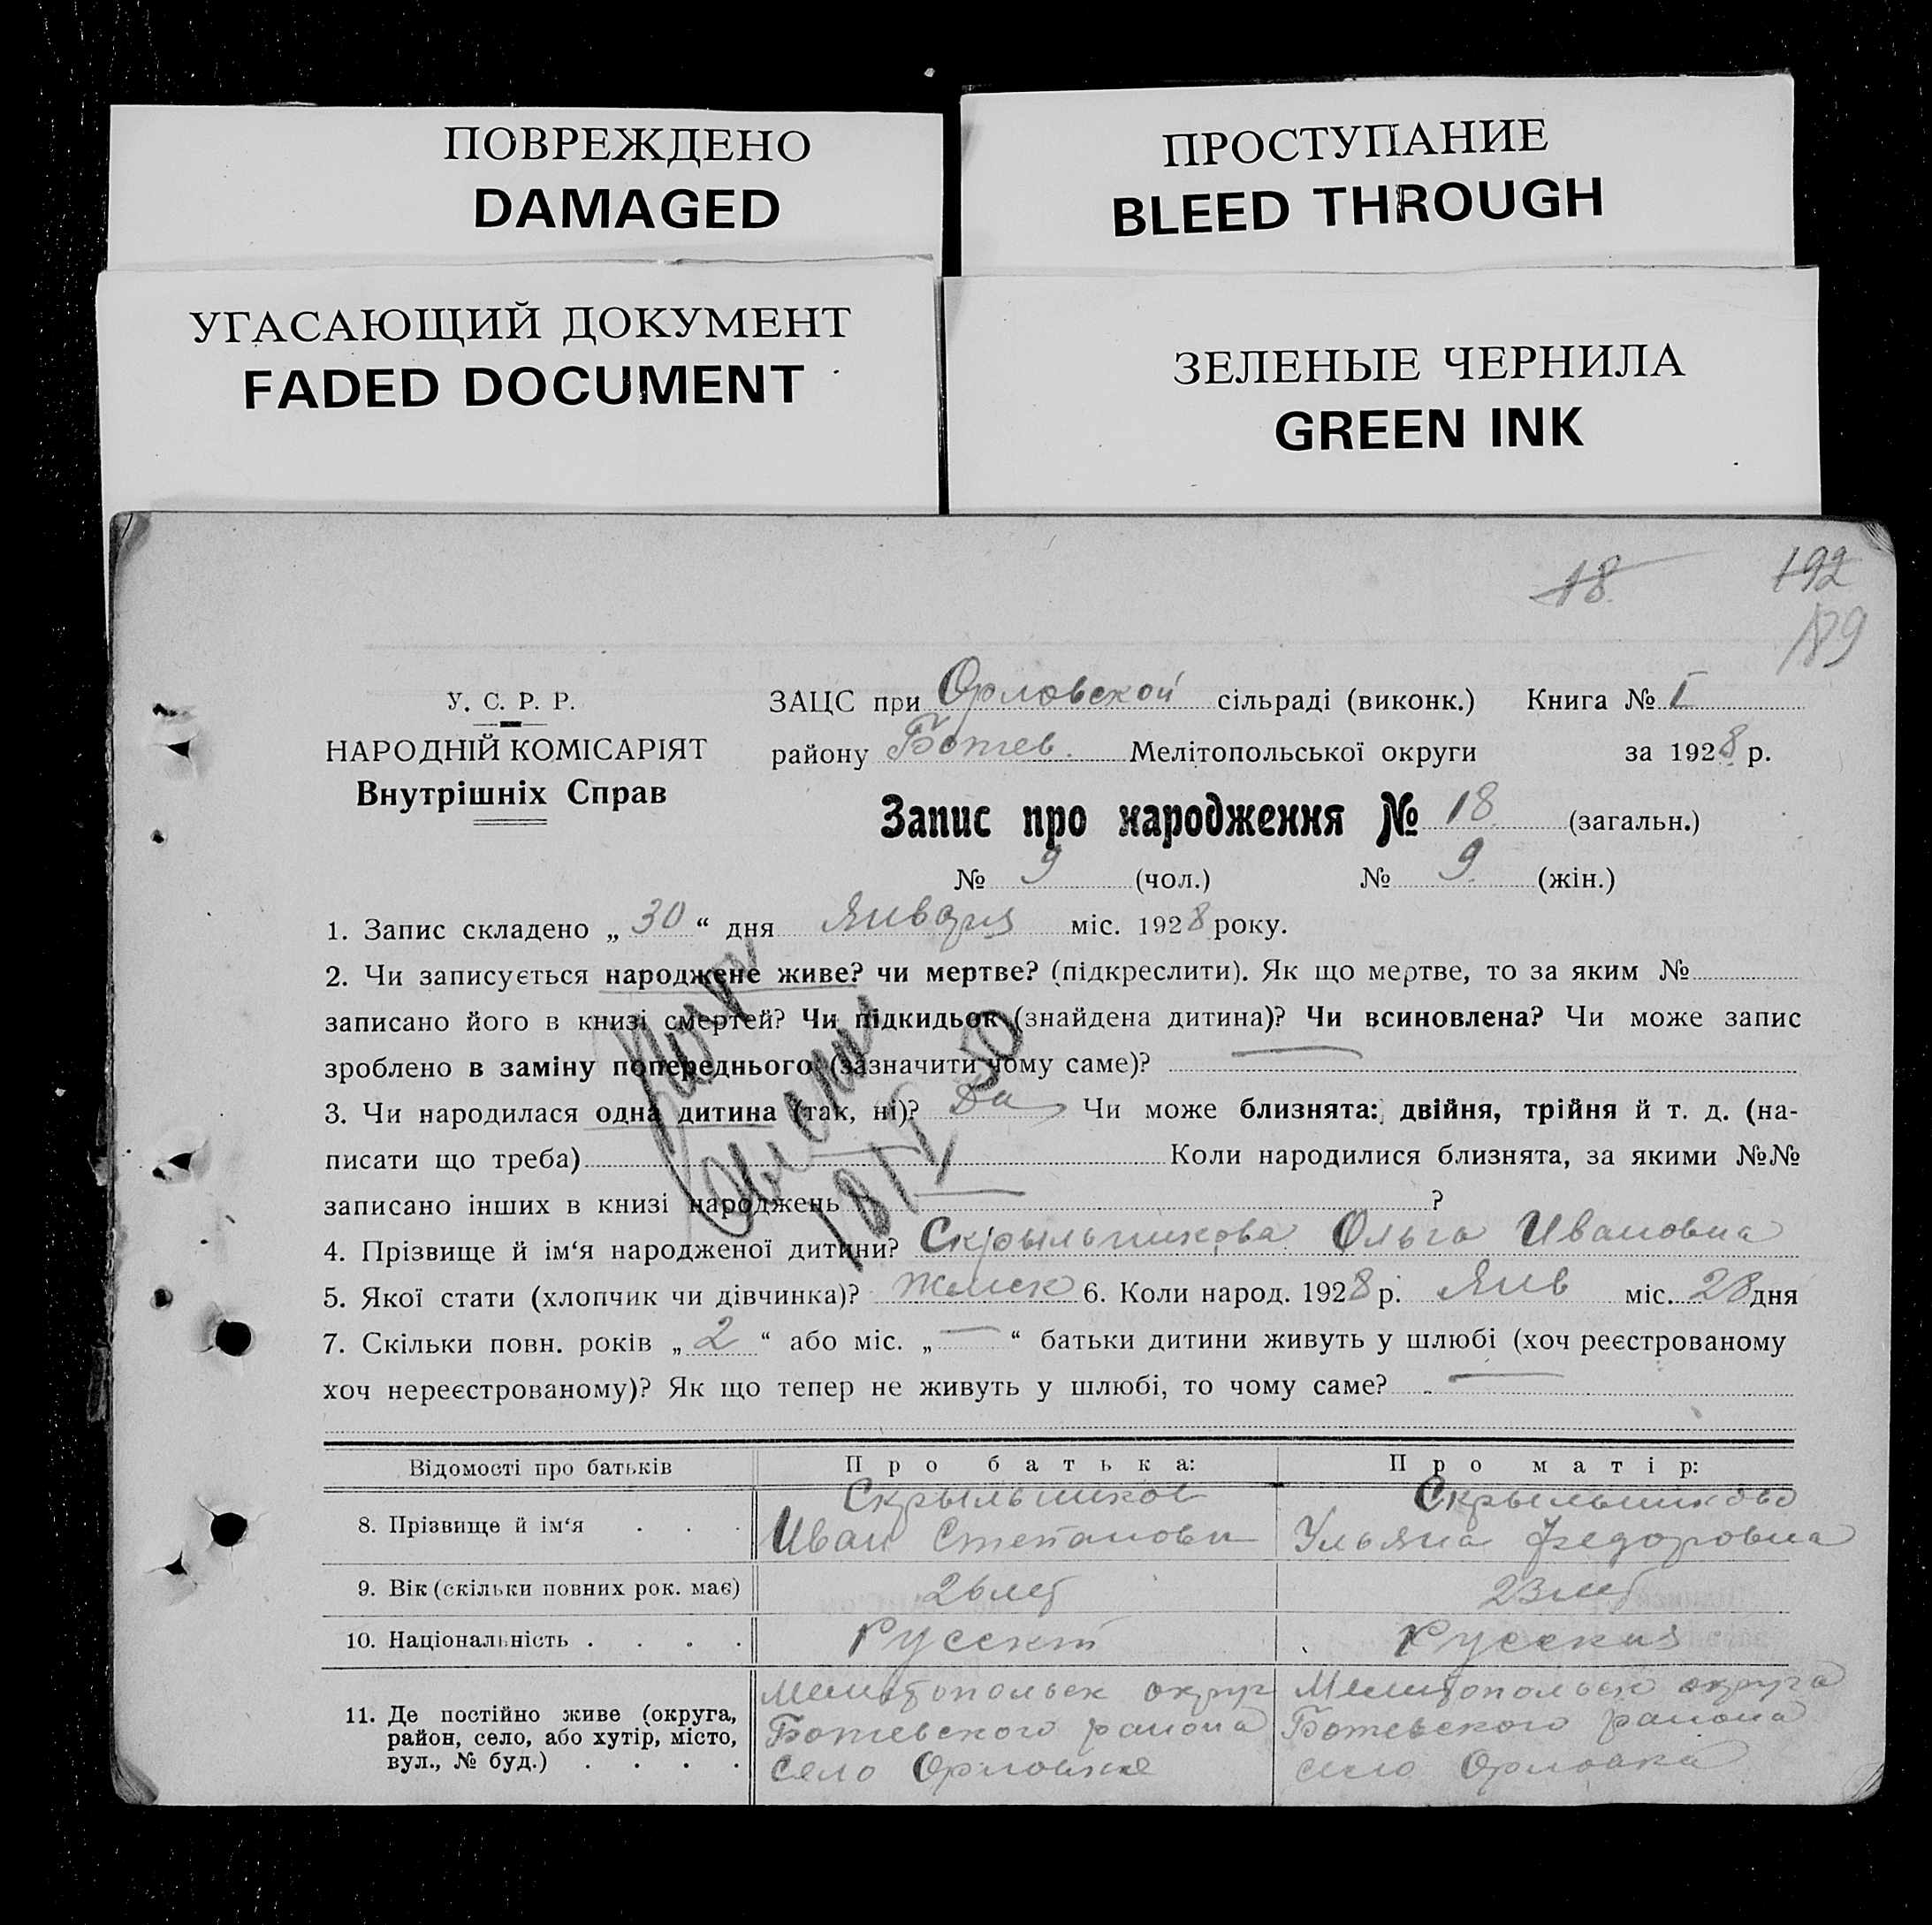 ПОВРЕЖДЕНО
DAMAGED
ПРОСТУПАНИЕ
BLEED THROUGH
УГАСАЮЩИЙ ДОКУМЕНТ
FADED DOCUMENT
ЗЕЛЕНЫЕ ЧЕРНИЛА
GREEN INK
18
192
189
У. С. Р. Р.
НАРОДНІЙ КОМІСАРІЯТ
Внутрішніх Справ
ЗАЦС при Орловской сільраді (виконк.) Книга № I
району Ботев. Мелітопольської округи за 1928 р.
Запис про народження № 18 (загальн.)
№ 9 (чол.) № 9 (жін.)
1. Запис складено „ 30 “ дня Января міс. 1928 року.
2. Чи записується народжене живе? чи мертве? (підкреслити). Як що мертве, то за яким №
записано його в книзі смертей? Чи підкидьок (знайдена дитина)? Чи всиновлена? Чи може запис
зроблено в заміну попереднього (зазначити чому саме)? —
3. Чи народилася одна дитина (так, ні)? Да Чи може близнята: двійня, трійня й т. д. (на-
писати що треба) — Коли народилися близнята, за якими №№
записано інших в книзі народжень — ?
4. Прізвище й ім‘я народженої дитини? Скрыльникова Ольга Ивановна
5. Якої стати (хлопчик чи дівчинка)? Женск 6. Коли народ. 1928 р. Янв міс. 28 дня
7. Скільки повн. років „ 2 “ або міс. „ — “ батьки дитини живуть у шлюбі (хоч реєстрованому
хоч нереєстрованому)? Як що тепер не живуть у шлюбі, то чому саме? —
Відомості про батьків
П р о б а т ь к а:
П р о м а т і р:
8. Прізвище й ім‘я . . .
Скрыльников
Иван Степанови
Скрыльникова
Ульяна Федоровна
9. Вік (скільки повних рок. має)
26 лет
23 лет
10. Національність . . . .
Русский
Русская
11. Де постійно живе (округа,
район, село, або хутір, місто,
вул., № буд.) . . . .
Мелитопольск округ
Ботевского района
село Орловка
Мелитопольск округа
Ботевского района
село Орловка